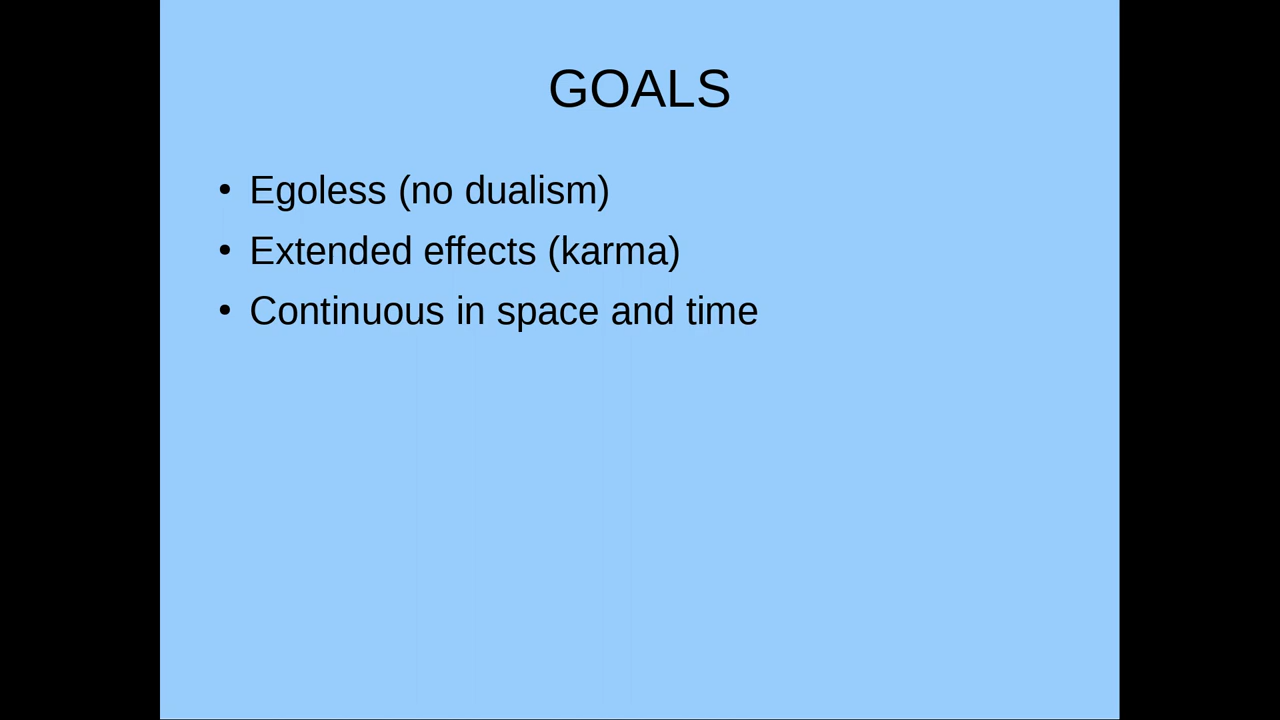 GOALS
• Egoless (no dualism)
• Extended effects (karma)
• Continuous in space and time